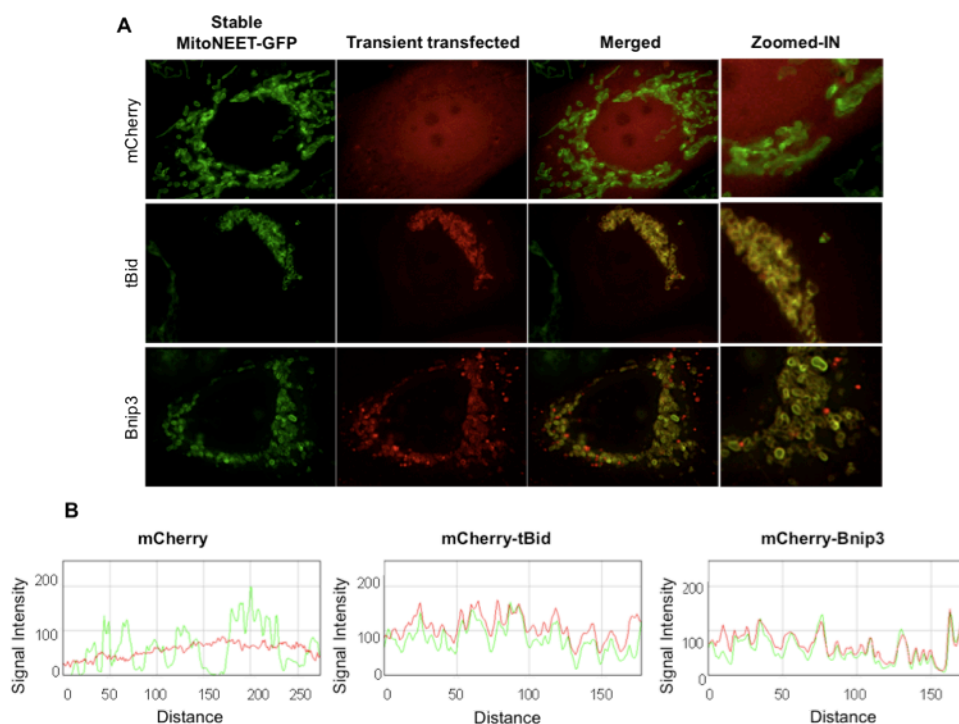 A
Stable
MitoNEET-GFP Transient transfected Merged Zoomed-IN
mCherry
tBid
Bnip3
B
mCherry mCherry-tBid mCherry-Bnip3
Signal Intensity Signal Intensity Signal Intensity
200 200 200
100 100 100
0 0 0
0 50 100 150 200 250 0 50 100 150 0 50 100 150
Distance Distance Distance